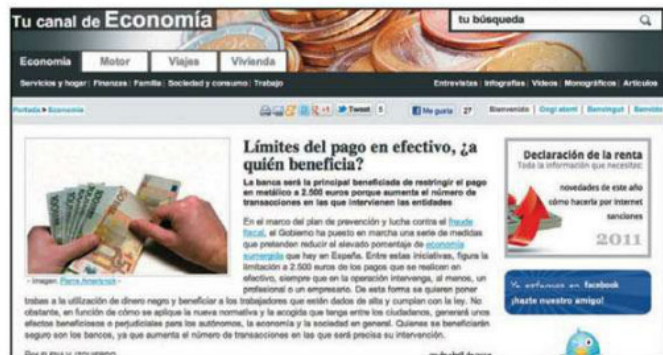 Tu canal de Economía
tu búsqueda
Economía Motor Viajes Vivienda
Servicios y hogar | Finanzas | Familia | Sociedad y consumo | Trabajo
Entrevistas | Infografías | Vídeos | Monográficos | Artículos
Portada > Economía
+1 Tweet 5 Me gusta 27 Bienvenido | Ongi etorri | Benvingut |
Límites del pago en efectivo, ¿a
quién beneficia?
La banca será la principal beneficiada de restringir el pago
en metálico a 2.500 euros porque aumenta el número de
transacciones en las que intervienen las entidades
En el marco del plan de prevención y lucha contra el fraude
fiscal, el Gobierno ha puesto en marcha una serie de medidas
que pretenden reducir el elevado porcentaje de economía
sumergida que hay en España. Entre estas iniciativas, figura la
limitación a 2.500 euros de los pagos que se realicen en
efectivo, siempre que en la operación intervenga, al menos, un
profesional o un empresario. De esta forma se quieren poner
trabas a la utilización de dinero negro y beneficiar a los trabajadores que están dados de alta y cumplen con la ley. No
obstante, en función de cómo se aplique la nueva normativa y la acogida que tenga entre los ciudadanos, generará unos
efectos beneficiosos o perjudiciales para los autónomos, la economía y la sociedad en general. Quienes se beneficiarán
seguro son los bancos, ya que aumenta el número de transacciones en las que será precisa su intervención.
- Imagen:
Declaración de la renta
Toda la información que necesitas:
novedades de este año
cómo hacerla por internet
sanciones
2011
Ya estamos en facebook
¡hazte nuestro amigo!